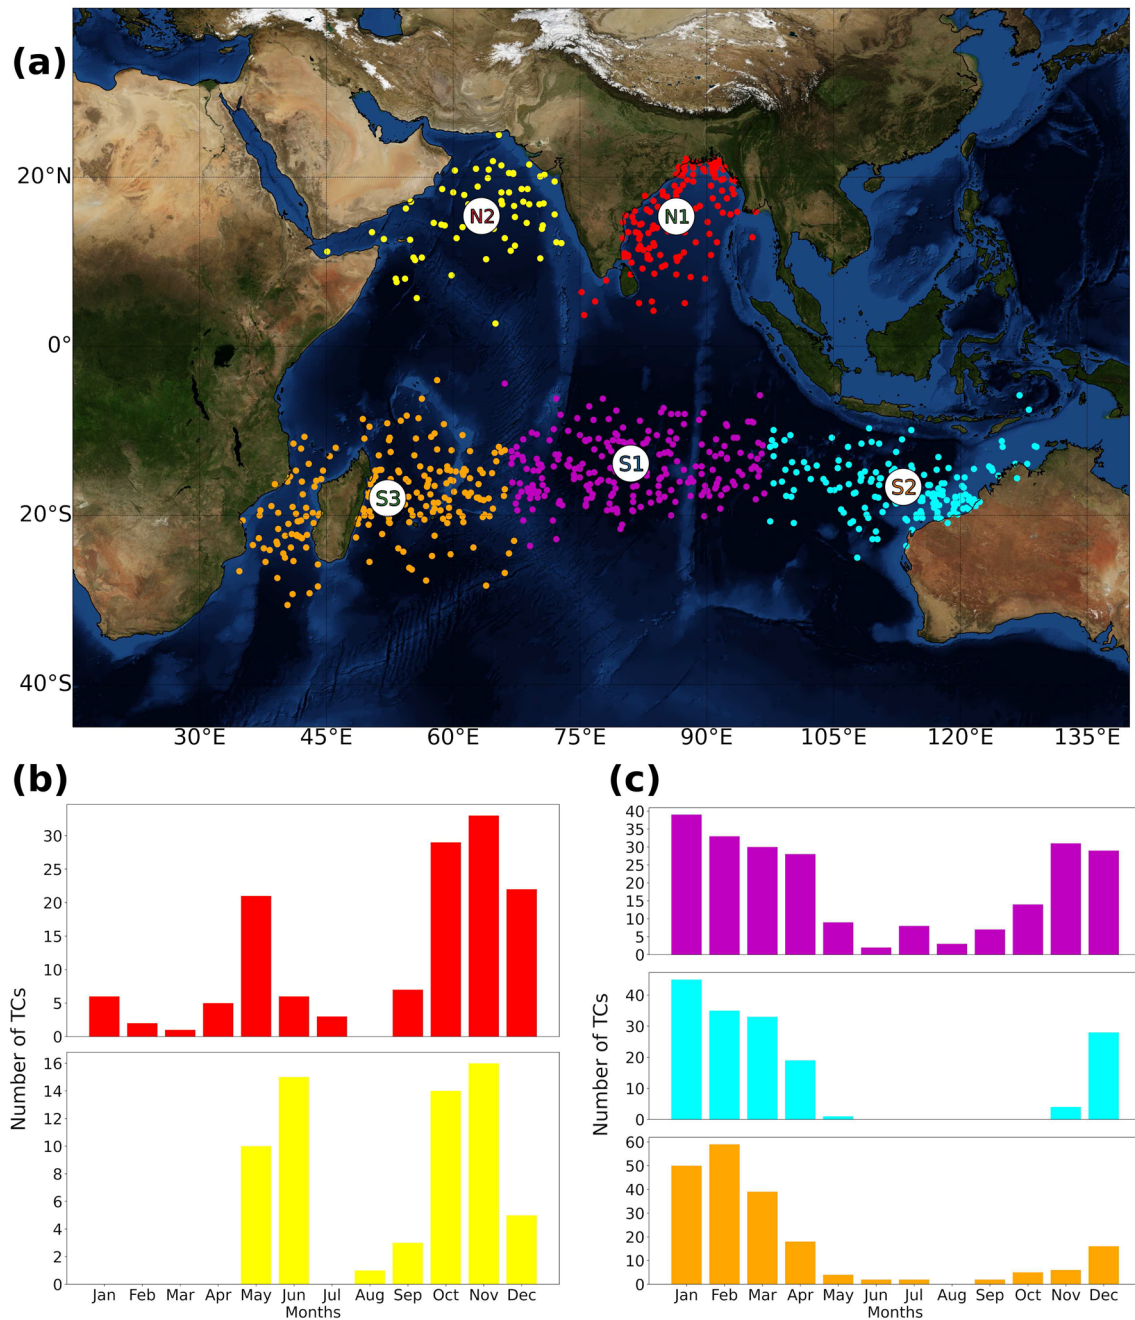 (a)
20°N
0°
20°S
40°S
N2
N1
S1
S2
S3
30°E 45°E 60°E 75°E 90°E 105°E 120°E 135°E
(b)
Number of TCs
30
25
20
15
10
5
0
16
14
12
10
8
6
4
2
0
Jan Feb Mar Apr May Jun Jul Aug Sep Oct Nov Dec
Months
(c)
Number of TCs
40
35
30
25
20
15
10
5
0
40
30
20
10
0
60
50
40
30
20
10
0
Jan Feb Mar Apr May Jun Jul Aug Sep Oct Nov Dec
Months